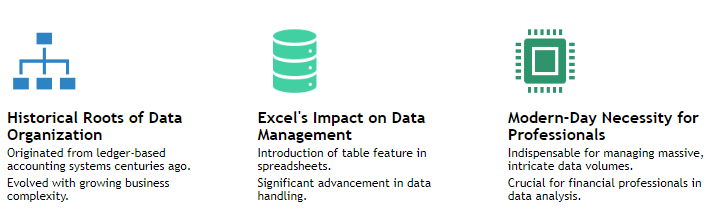 Historical Roots of Data
Organization
Originated from ledger-based
accounting systems centuries ago.
Evolved with growing business
complexity.
Excel's Impact on Data
Management
Introduction of table feature in
spreadsheets.
Significant advancement in data
handling.
Modern-Day Necessity for
Professionals
Indispensable for managing massive,
intricate data volumes.
Crucial for financial professionals in
data analysis.